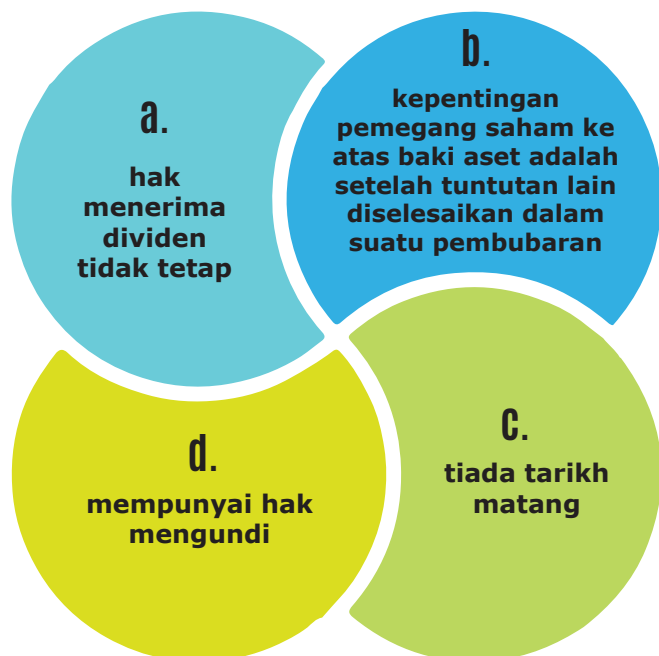 a.
hak
menerima
dividen
tidak tetap
b.
kepentingan
pemegang saham ke
atas baki aset adalah
setelah tuntutan lain
diselesaikan dalam
suatu pembubaran
c.
tiada tarikh
matang
d.
mempunyai hak
mengundi